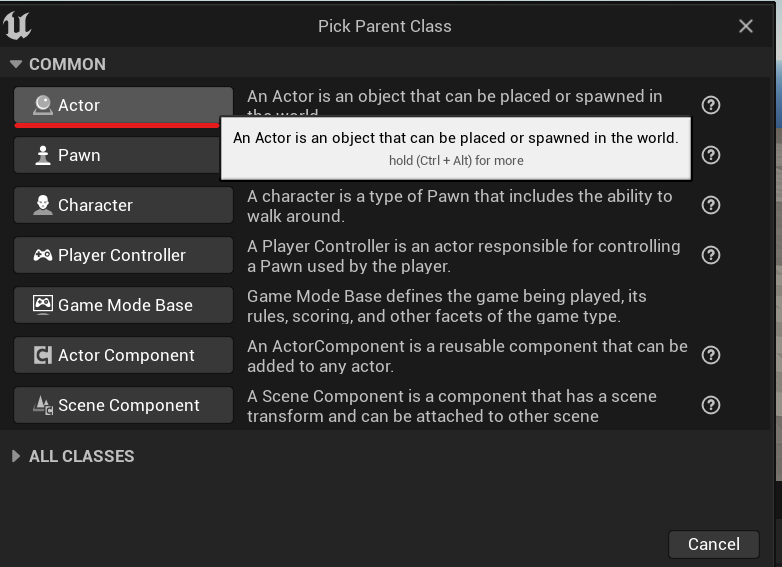 Pick Parent Class
COMMON
Actor
An Actor is an object that can be placed or spawned in
the world.
An Actor is an object that can be placed or spawned in the world.
hold (Ctrl + Alt) for more
Pawn
Character
A character is a type of Pawn that includes the ability to
walk around.
Player Controller
A Player Controller is an actor responsible for controlling
a Pawn used by the player.
Game Mode Base
Game Mode Base defines the game being played, its
rules, scoring, and other facets of the game type.
Actor Component
An ActorComponent is a reusable component that can be
added to any actor.
Scene Component
A Scene Component is a component that has a scene
transform and can be attached to other scene
ALL CLASSES
Cancel